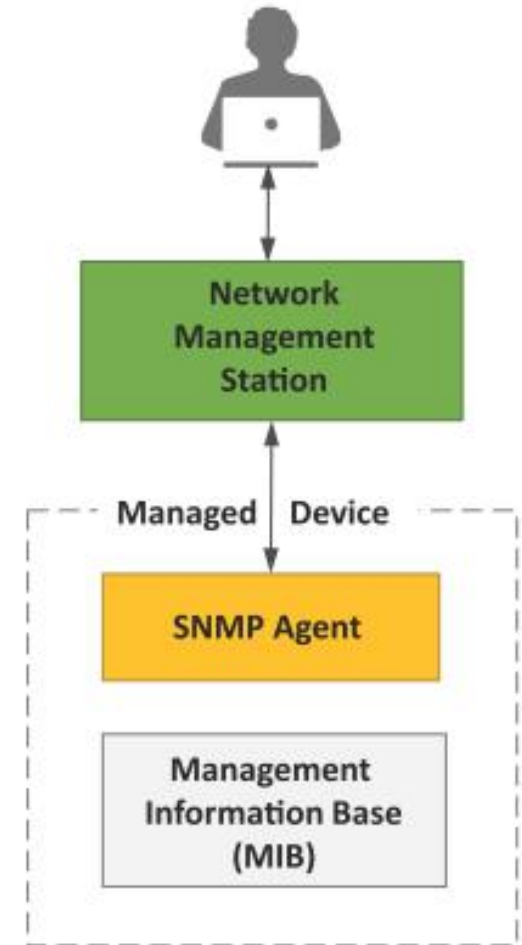 Network
Management
Station
Managed Device
SNMP Agent
Management
Information Base
(MIB)